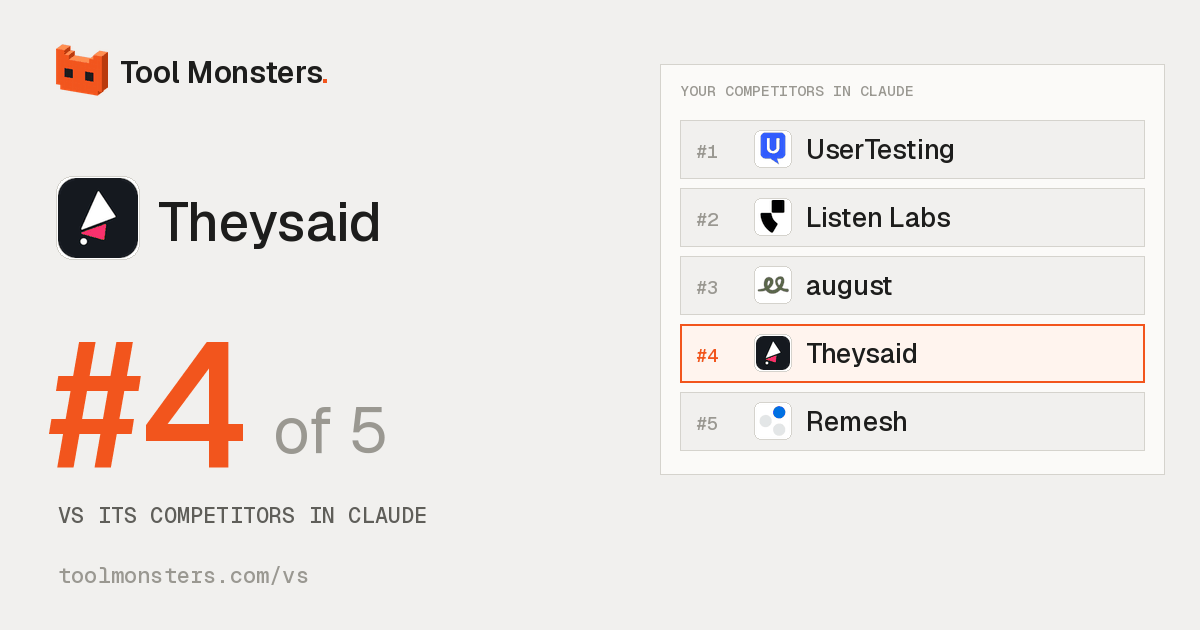 Tool Monsters.
Theysaid
#4 of 5
VS ITS COMPETITORS IN CLAUDE
toolmonsters.com/vs
YOUR COMPETITORS IN CLAUDE
#1 UserTesting
#2 Listen Labs
#3 august
#4 Theysaid
#5 Remesh